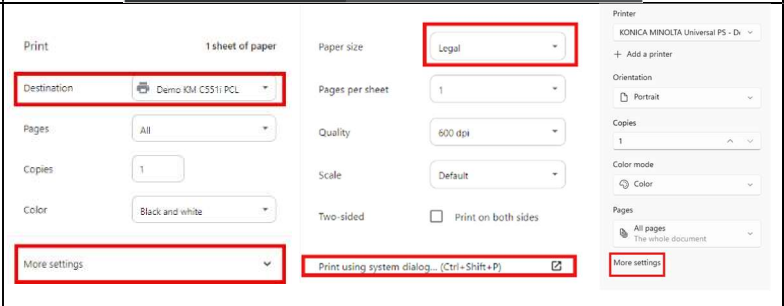 Print
1 sheet of paper
Destination
Demo KM C551i PCL
Pages
All
Copies
1
Color
Black and white
More settings
Paper size
Legal
Pages per sheet
1
Quality
600 dpi
Scale
Default
Two-sided
Print on both sides
Print using system dialog... (Ctrl+Shift+P)
Printer
KONICA MINOLTA Universal PS - D
+ Add a printer
Orientation
Portrait
Copies
1
Color mode
Color
Pages
All pages
The whole document
More settings